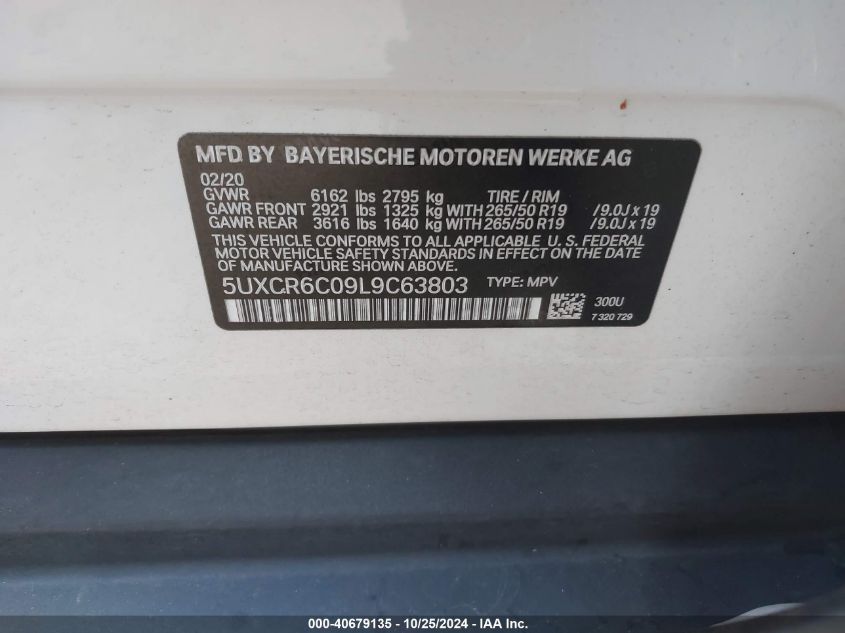 MFD BY BAYERISCHE MOTOREN WERKE AG
02/20
GVWR 6162 lbs 2795 kg TIRE / RIM
GAWR FRONT 2921 lbs 1325 kg WITH 265/50 R19 /9.0J x 19
GAWR REAR 3616 lbs 1640 kg WITH 265/50 R19 /9.0J x 19
THIS VEHICLE CONFORMS TO ALL APPLICABLE U. S. FEDERAL
MOTOR VEHICLE SAFETY STANDARDS IN EFFECT ON THE DATE
OF MANUFACTURE SHOWN ABOVE.
5UXCR6C09L9C63803 TYPE: MPV
300U
7 320 729
000-40679135 - 10/25/2024 - IAA Inc.